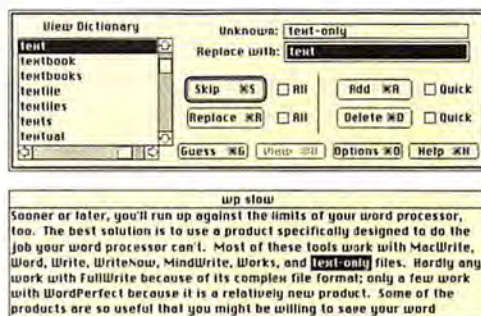 View Dictionary
text
textbook
textbooks
textile
textiles
texts
textual
Unknown: text-only
Replace with: text
Skip ⌘S All Add ⌘A Quick
Replace ⌘R All Delete ⌘D Quick
Guess ⌘G View ⌘U Options ⌘O Help ⌘H
wp slow
Sooner or later, you'll run up against the limits of your word processor,
too. The best solution is to use a product specifically designed to do the
job your word processor can't. Most of these tools work with MacWrite,
Word, Write, WriteNow, MindWrite, Works, and text-only files. Hardly any
work with FullWrite because of its complex file format; only a few work
with WordPerfect because it is a relatively new product. Some of the
products are so useful that you might be willing to save your word